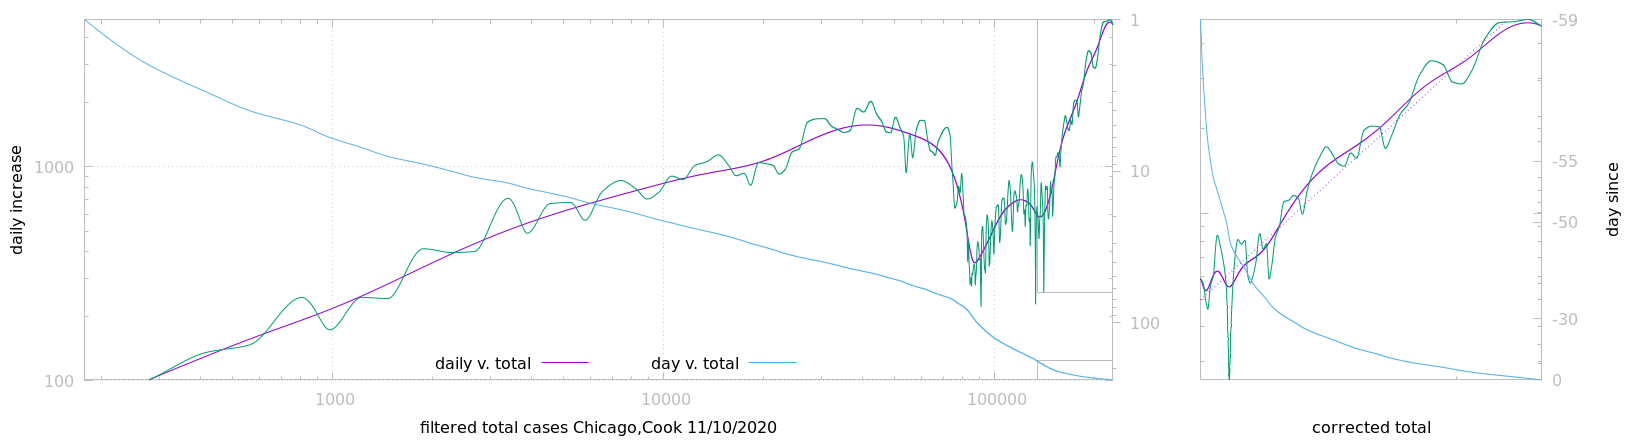 daily increase
1000
100
1000
10000
100000
1
10
100
daily v. total
day v. total
filtered total cases Chicago,Cook 11/10/2020
-59
-55
-50
-30
0
day since
corrected total